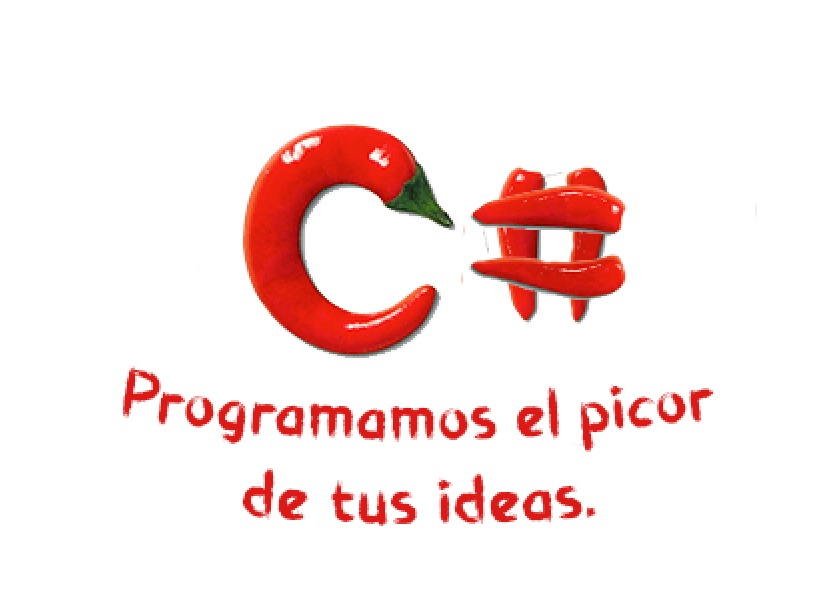 C#
Programamos el picor
de tus ideas.